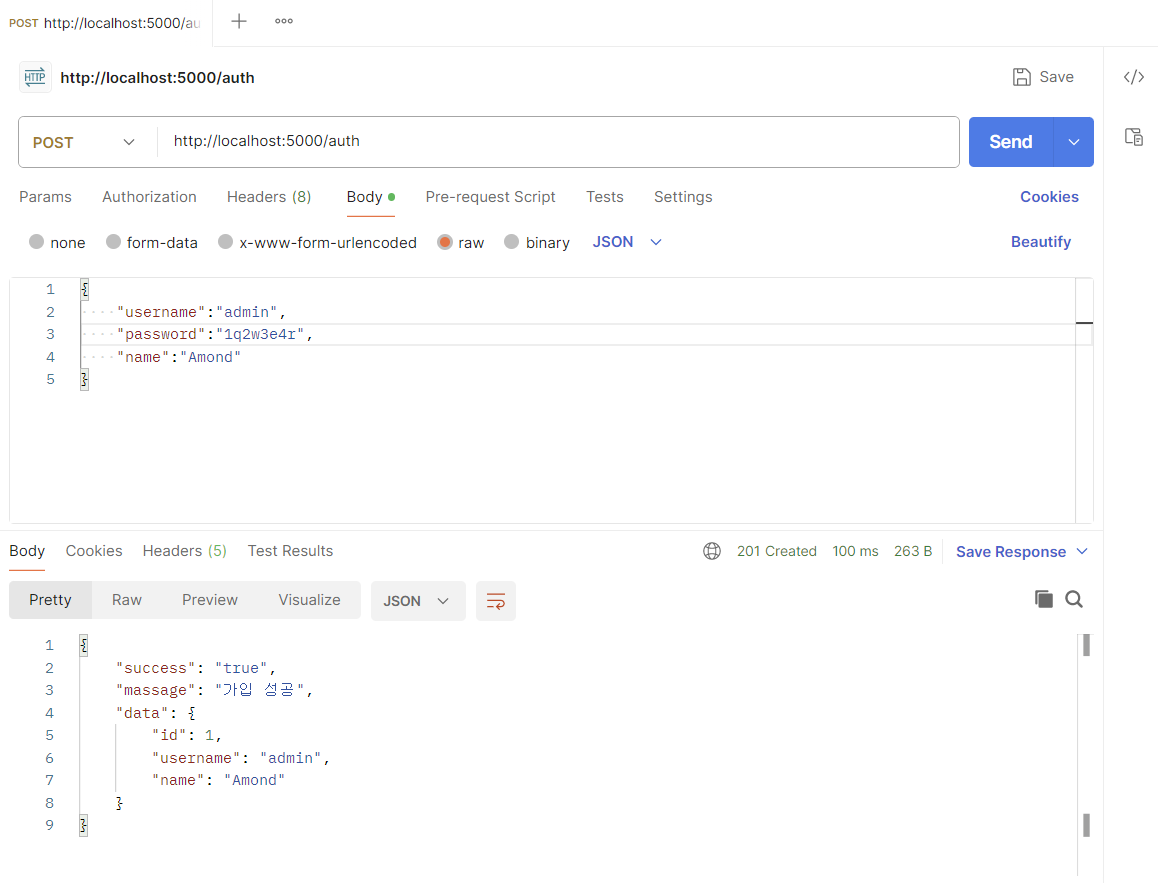 POST http://localhost:5000/au
http://localhost:5000/auth
Save
POST http://localhost:5000/auth Send
Params Authorization Headers (8) Body Pre-request Script Tests Settings Cookies
none form-data x-www-form-urlencoded raw binary JSON Beautify
1 {
2 "username":"admin",
3 "password":"1q2w3e4r",
4 "name":"Amond"
5 }
Body Cookies Headers (5) Test Results 201 Created 100 ms 263 B Save Response
Pretty Raw Preview Visualize JSON
1 {
2 "success": "true",
3 "massage": "가입 성공",
4 "data": {
5 "id": 1,
6 "username": "admin",
7 "name": "Amond"
8 }
9 }